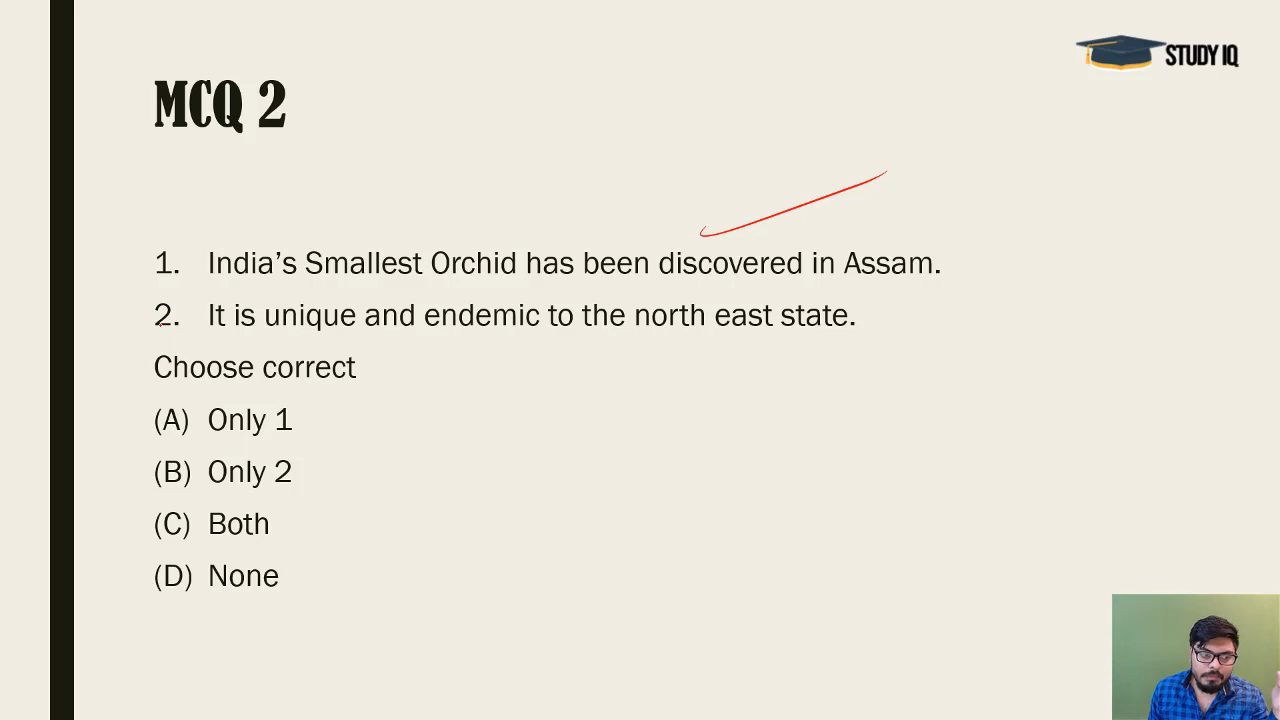 STUDY IQ
MCQ 2
1. India's Smallest Orchid has been discovered in Assam.
2. It is unique and endemic to the north east state.
Choose correct
(A) Only 1
(B) Only 2
(C) Both
(D) None